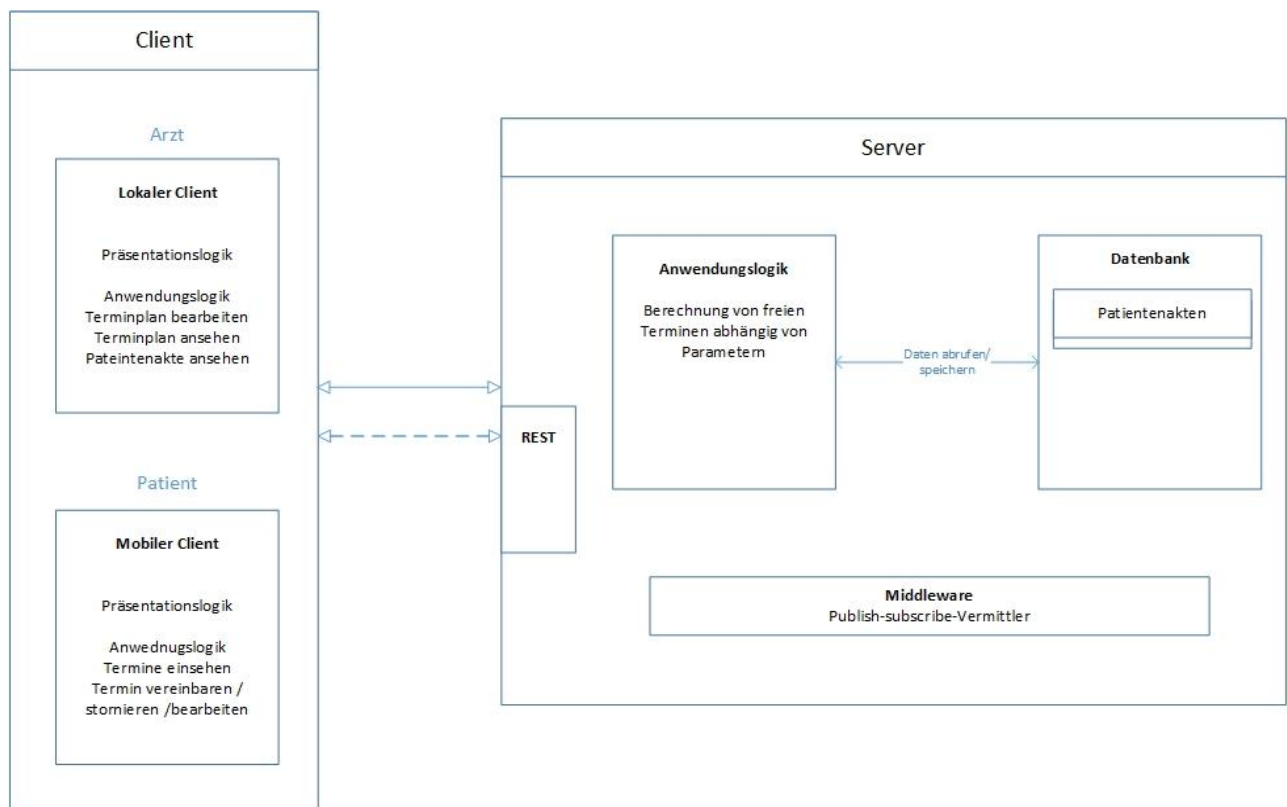 Client
Arzt
Lokaler Client
Präsentationslogik
Anwendungslogik
Terminplan bearbeiten
Terminplan ansehen
Pateintenakte ansehen
Patient
Mobiler Client
Präsentationslogik
Anwednugslogik
Termine einsehen
Termin vereinbaren /
stornieren /bearbeiten
Server
REST
Anwendungslogik
Berechnung von freien
Terminen abhängig von
Parametern
Daten abrufen/
speichern
Datenbank
Patientenakten
Middleware
Publish-subscribe-Vermittler